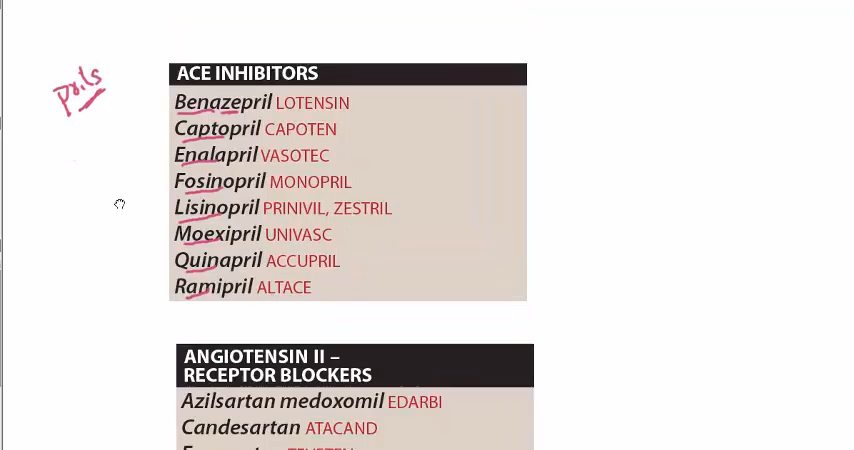 prils
ACE INHIBITORS
Benazepril LOTENSIN
Captopril CAPOTEN
Enalapril VASOTEC
Fosinopril MONOPRIL
Lisinopril PRINIVIL, ZESTRIL
Moexipril UNIVASC
Quinapril ACCUPRIL
Ramipril ALTACE
ANGIOTENSIN II –
RECEPTOR BLOCKERS
Azilsartan medoxomil EDARBI
Candesartan ATACAND